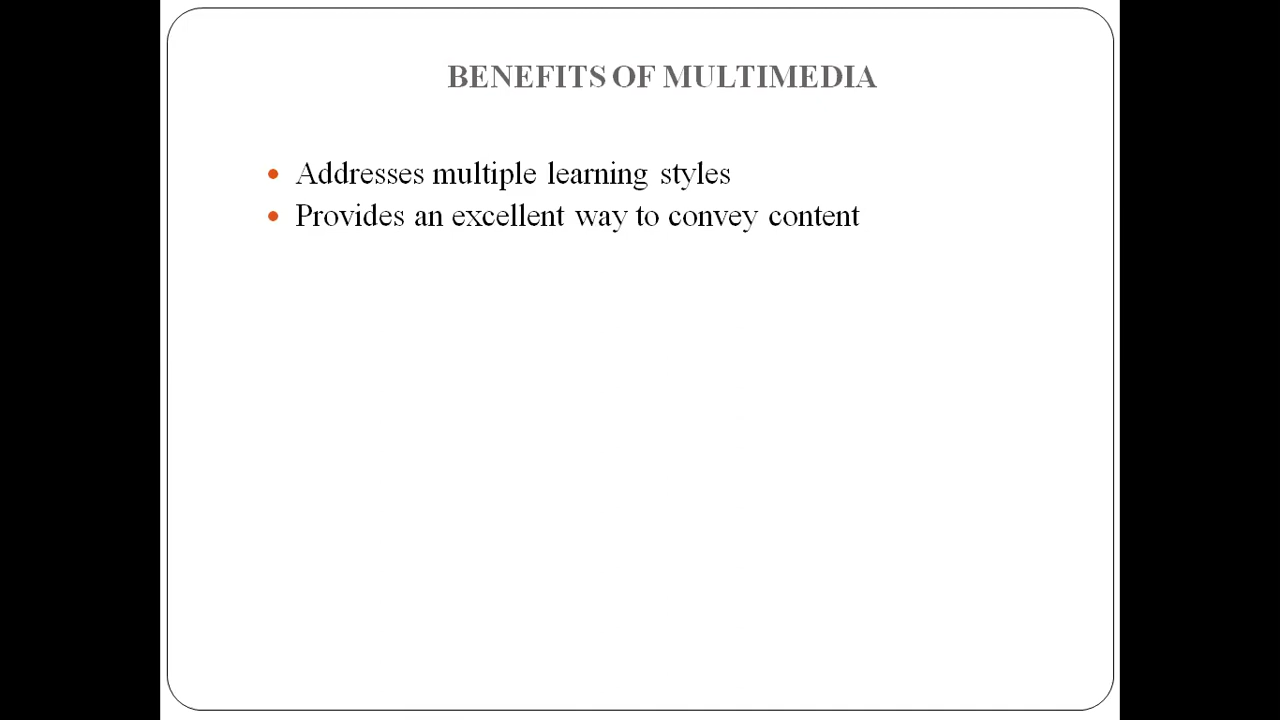 BENEFITS OF MULTIMEDIA
• Addresses multiple learning styles
• Provides an excellent way to convey content